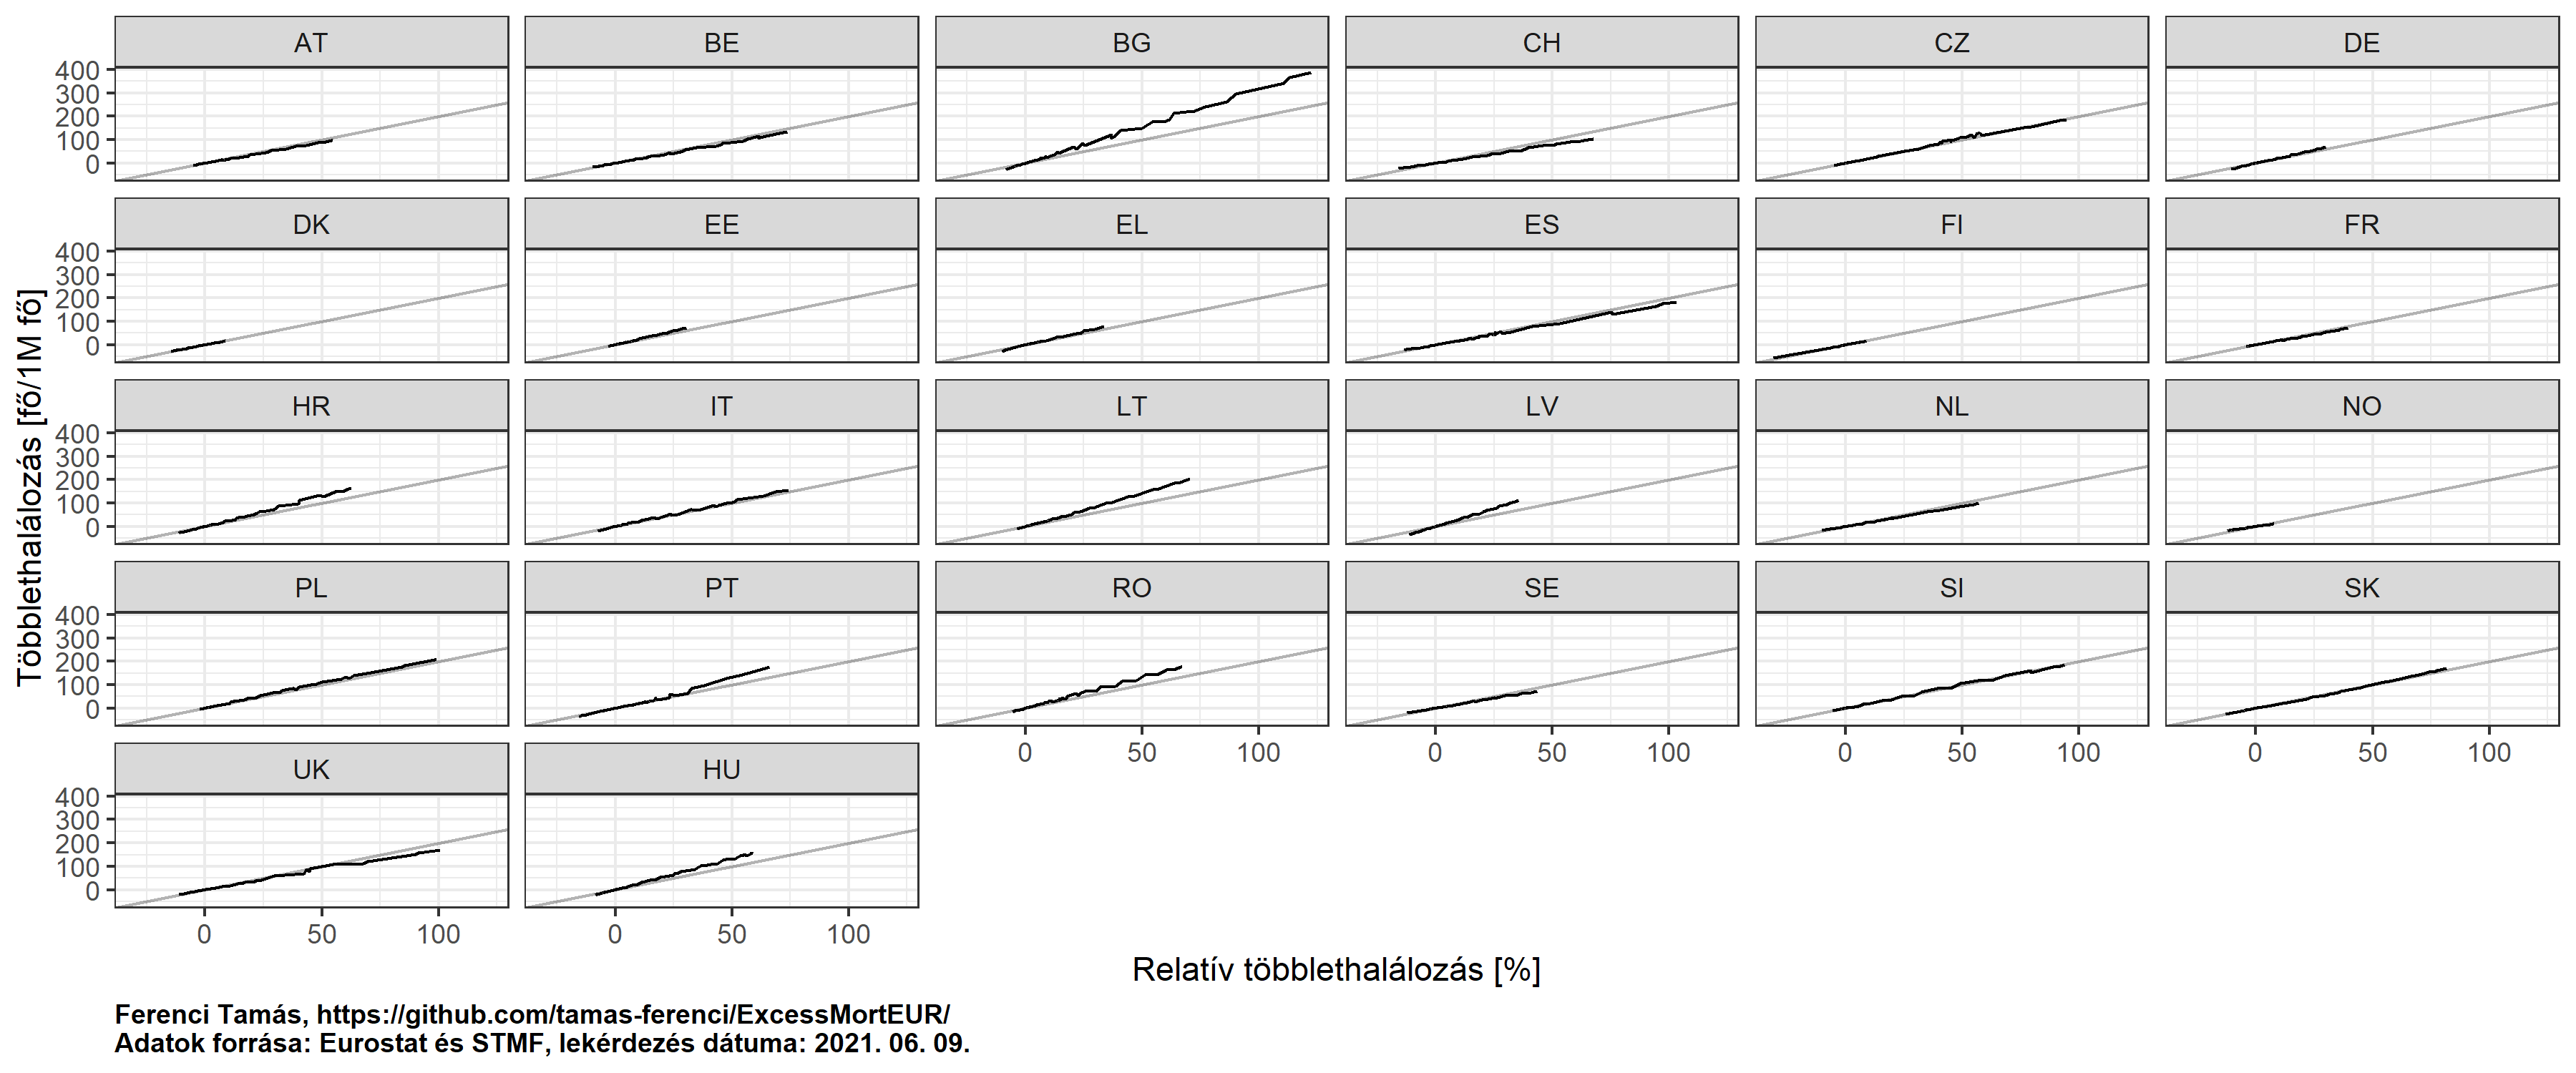 AT BE BG CH CZ DE
400
300
200
100
0
DK EE EL ES FI FR
400
300
200
100
0
HR IT LT LV NL NO
400
300
200
100
0
PL PT RO SE SI SK
400
300
200
100
0
0 50 100 0 50 100 0 50 100 0 50 100
UK HU
400
300
200
100
0
0 50 100 0 50 100
Többlethalálozás [fő/1M fő]
Relatív többlethalálozás [%]
Ferenci Tamás, https://github.com/tamas-ferenci/ExcessMortEUR/
Adatok forrása: Eurostat és STMF, lekérdezés dátuma: 2021. 06. 09.